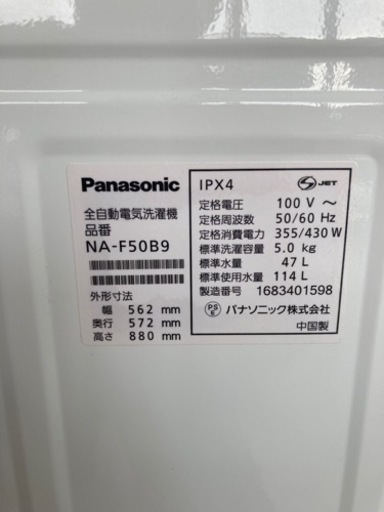 Panasonic
全自動電気洗濯機
品番
NA-F50B9
外形寸法
幅 562 mm
奥行 572 mm
高さ 880 mm
IPX4
S JET
定格電圧 100 V ～
定格周波数 50/60 Hz
定格消費電力 355/430 W
標準洗濯容量 5.0 kg
標準水量 47 L
標準使用水量 114 L
製造番号 1683401598
PS E パナソニック株式会社
中国製